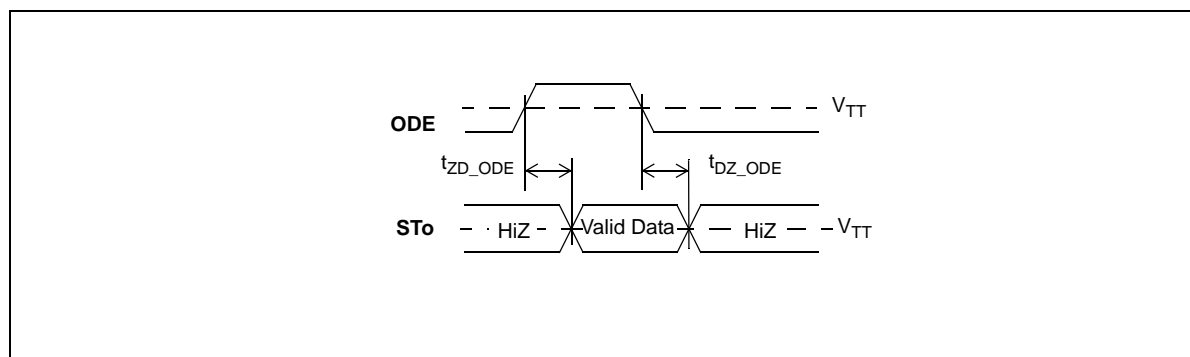 V_TT
ODE
t_ZD_ODE t_DZ_ODE
STo HiZ Valid Data HiZ V_TT